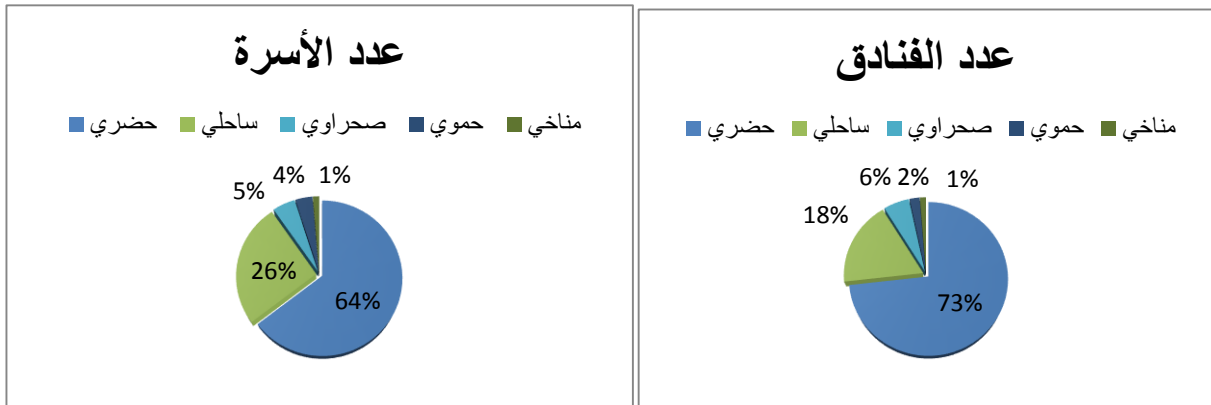 عدد الفنادق
حضري ساحلي صحراوي حموي مناخي
6% 2% 1%
18%
73%
عدد الأسرة
حضري ساحلي صحراوي حموي مناخي
5% 4% 1%
26%
64%